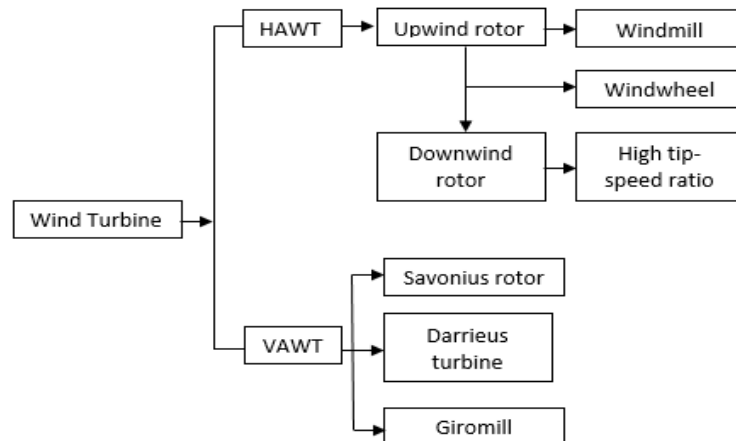 HAWT
Upwind rotor
Windmill
Windwheel
Downwind
rotor
High tip-
speed ratio
Wind Turbine
Savonius rotor
VAWT
Darrieus
turbine
Giromill